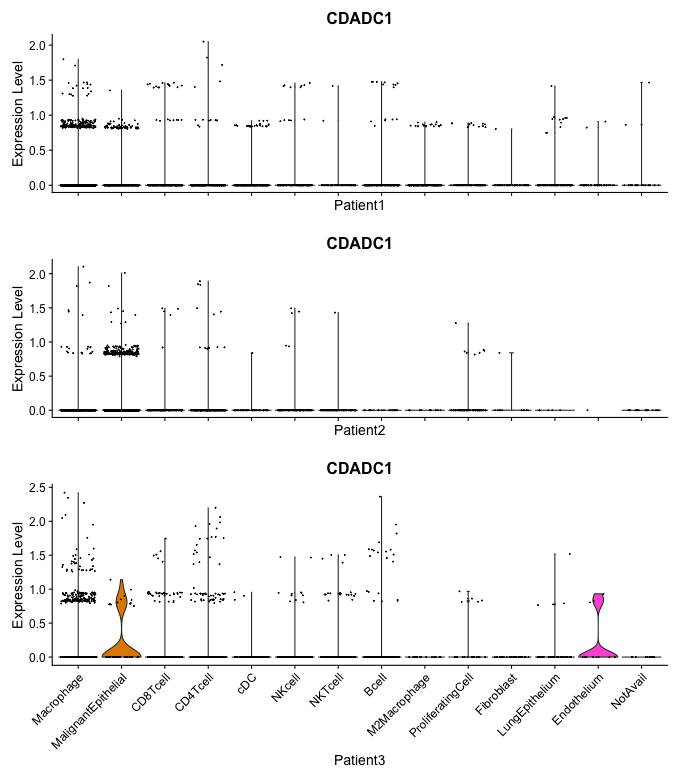 CDADC1
Expression Level
2.0
1.5
1.0
0.5
0.0
Patient1
CDADC1
Expression Level
2.0
1.5
1.0
0.5
0.0
Patient2
CDADC1
Expression Level
2.5
2.0
1.5
1.0
0.5
0.0
Macrophage
MalignantEpithelial
CD8Tcell
CD4Tcell
cDC
NKcell
NKTcell
Bcell
M2Macrophage
ProliferatingCell
Fibroblast
LungEpithelium
Endothelium
NotAvail
Patient3